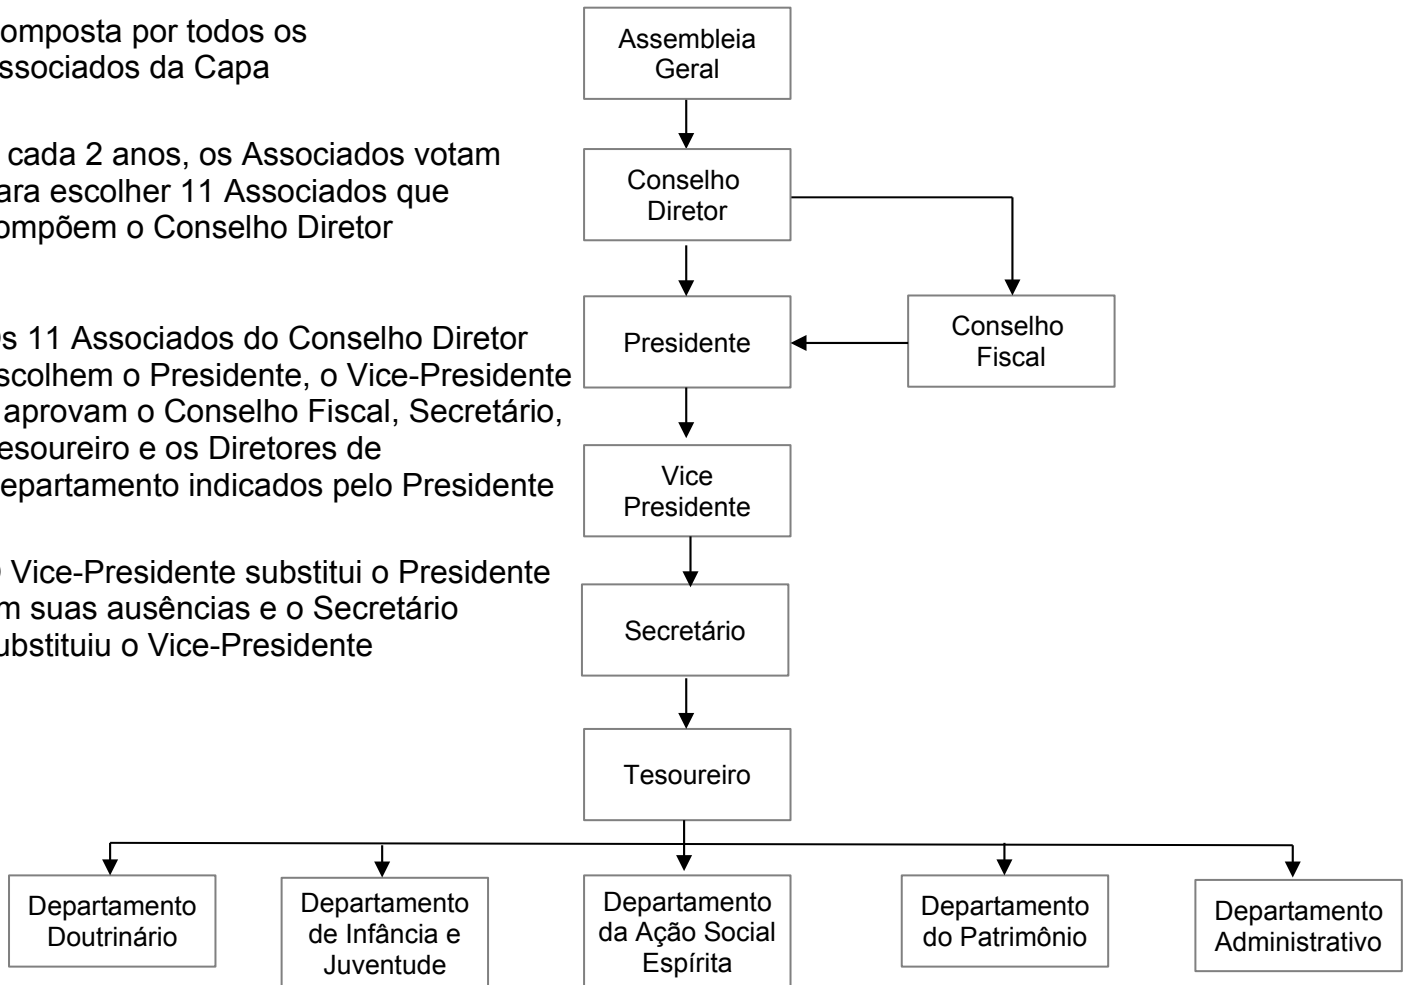 omposta por todos os
ssociados da Capa
cada 2 anos, os Associados votam
ara escolher 11 Associados que
ompõem o Conselho Diretor
s 11 Associados do Conselho Diretor
scolhem o Presidente, o Vice-Presidente
aprovam o Conselho Fiscal, Secretário,
esoureiro e os Diretores de
epartamento indicados pelo Presidente
Vice-Presidente substitui o Presidente
m suas ausências e o Secretário
ubstituiu o Vice-Presidente
Assembleia
Geral
Conselho
Diretor
Presidente
Conselho
Fiscal
Vice
Presidente
Secretário
Tesoureiro
Departamento
Doutrinário
Departamento
de Infância e
Juventude
Departamento
da Ação Social
Espírita
Departamento
do Patrimônio
Departamento
Administrativo